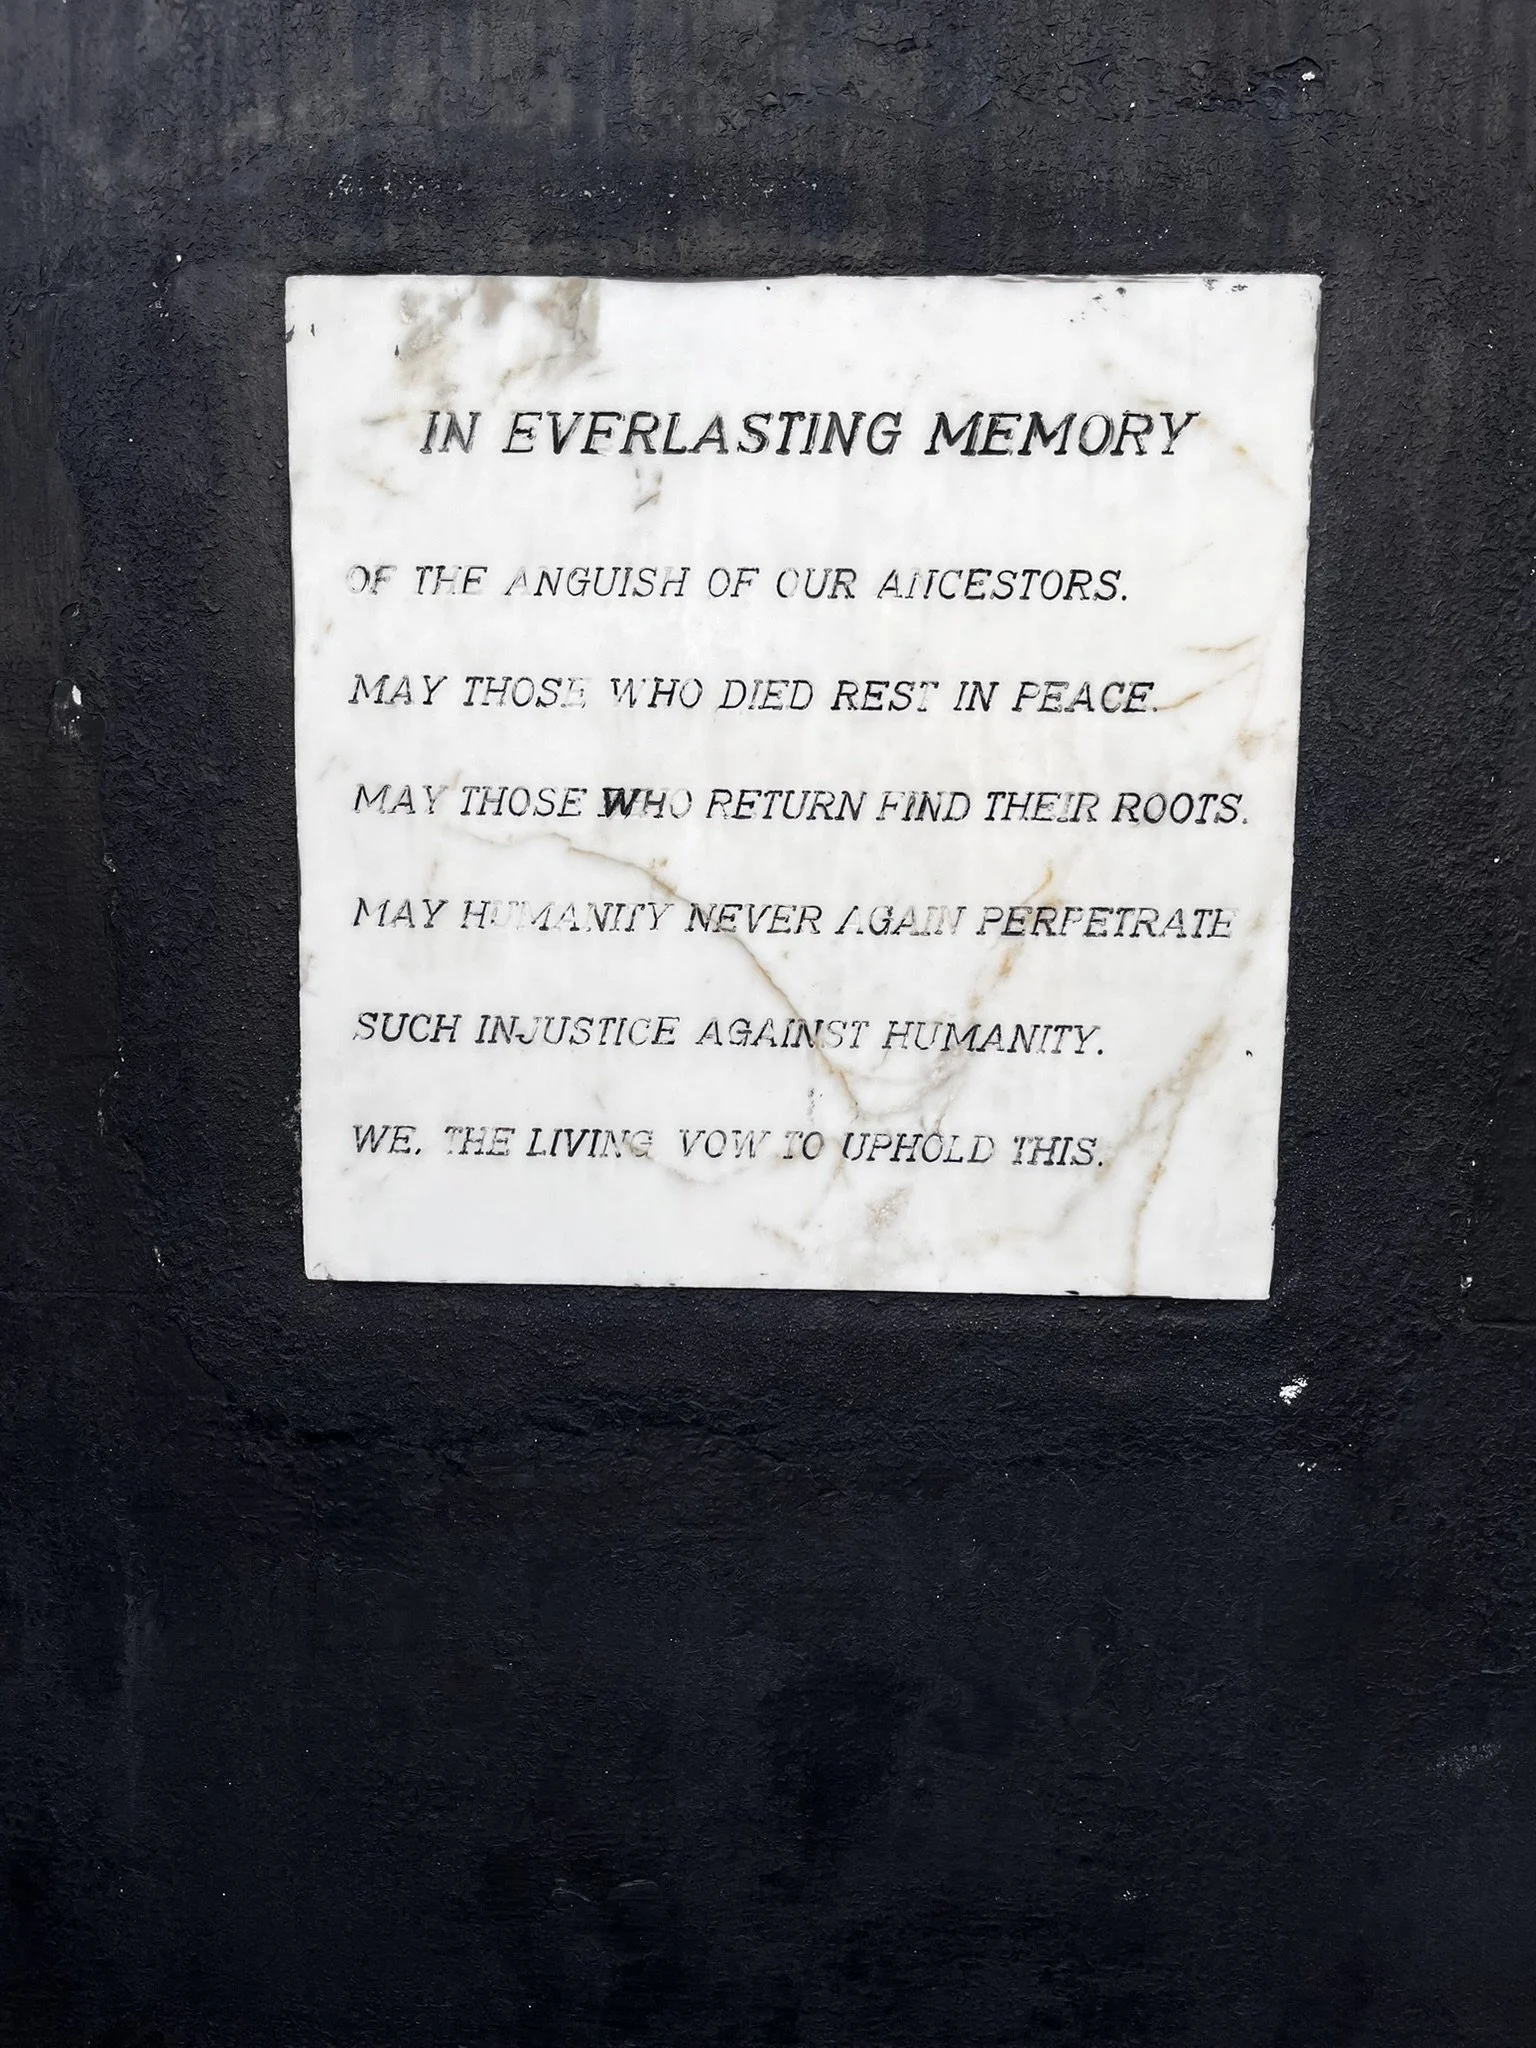 IN EVERLASTING MEMORY
OF THE ANGUISH OF OUR ANCESTORS.
MAY THOSE WHO DIED REST IN PEACE.
MAY THOSE WHO RETURN FIND THEIR ROOTS.
MAY HUMANITY NEVER AGAIN PERPETRATE
SUCH INJUSTICE AGAINST HUMANITY.
WE. THE LIVING VOW TO UPHOLD THIS.